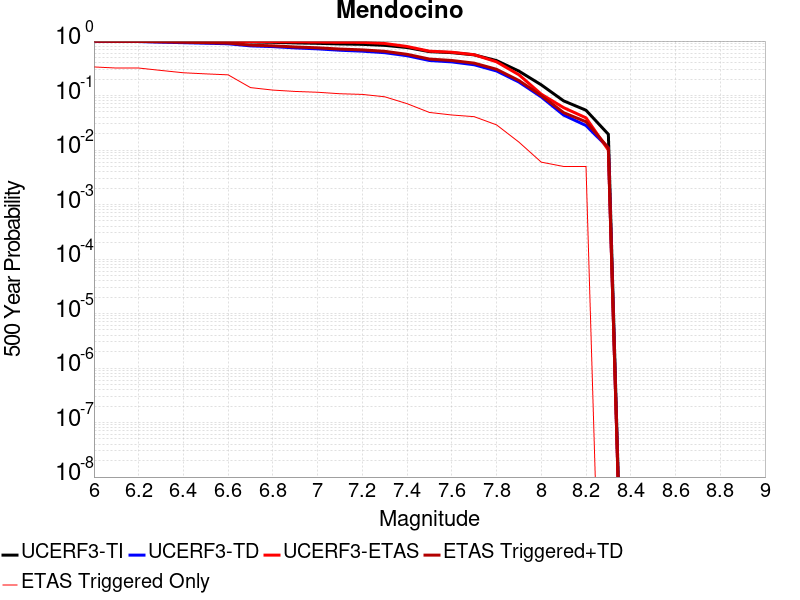 Mendocino
10^0
10^-1
10^-2
10^-3
10^-4
10^-5
10^-6
10^-7
10^-8
500 Year Probability
6 6.2 6.4 6.6 6.8 7 7.2 7.4 7.6 7.8 8 8.2 8.4 8.6 8.8 9
Magnitude
UCERF3-TI UCERF3-TD UCERF3-ETAS ETAS Triggered+TD
ETAS Triggered Only